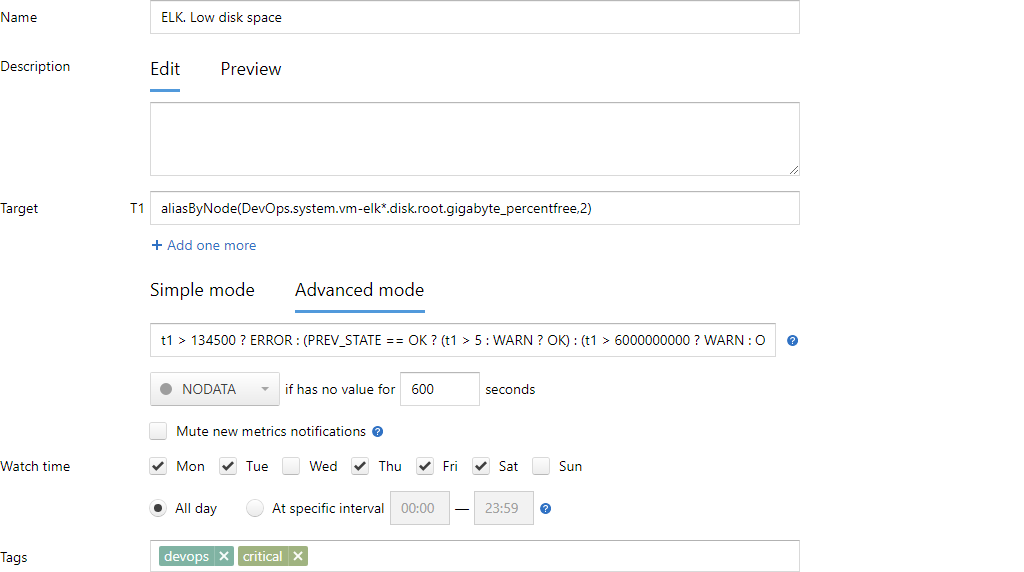 Name ELK. Low disk space
Description Edit Preview
Target T1 aliasByNode(DevOps.system.vm-elk*.disk.root.gigabyte_percentfree,2)
+ Add one more
Simple mode Advanced mode
t1 > 134500 ? ERROR : (PREV_STATE == OK ? (t1 > 5 : WARN ? OK) : (t1 > 6000000000 ? WARN : O ?
NODATA if has no value for 600 seconds
Mute new metrics notifications ?
Watch time Mon Tue Wed Thu Fri Sat Sun
All day At specific interval 00:00 — 23:59 ?
Tags devops × critical ×